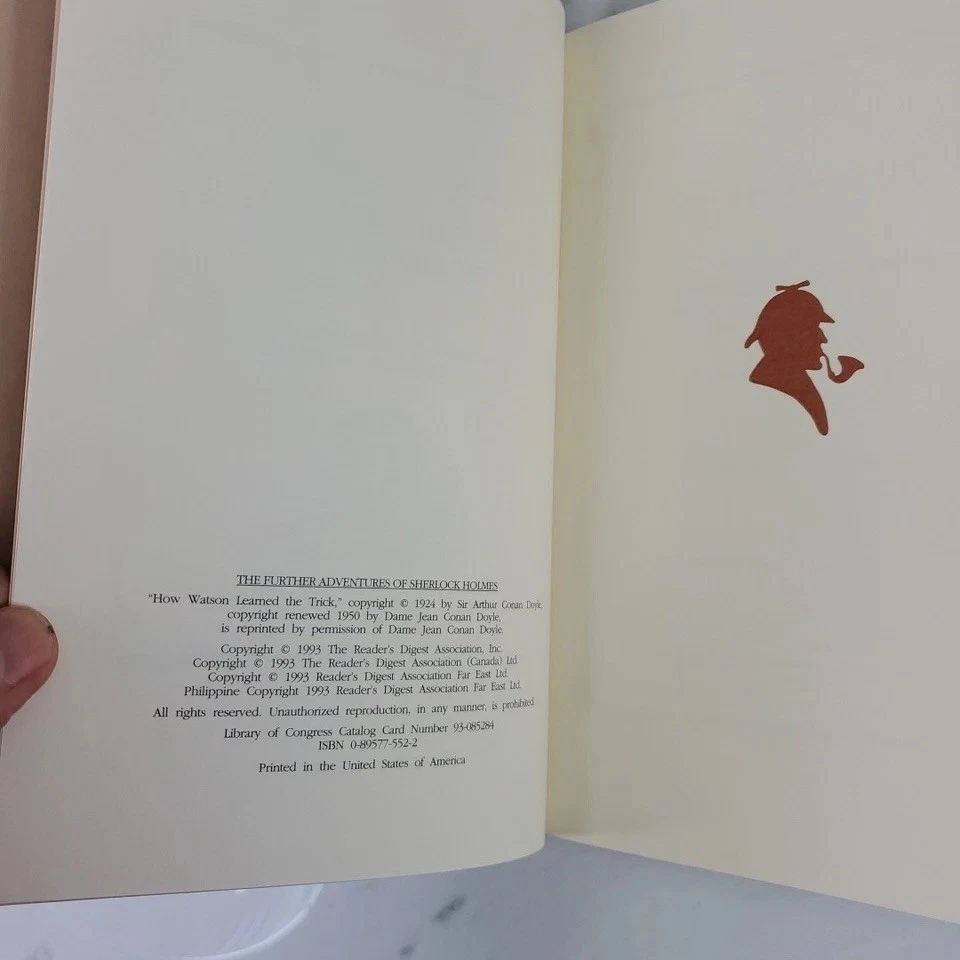 THE FURTHER ADVENTURES OF SHERLOCK HOLMES
"How Watson Learned the Trick," copyright © 1924 by Sir Arthur Conan Doyle,
copyright renewed 1950 by Dame Jean Conan Doyle,
is reprinted by permission of Dame Jean Conan Doyle.
Copyright © 1993 The Reader's Digest Association, Inc.
Copyright © 1993 The Reader's Digest Association (Canada) Ltd.
Copyright © 1993 Reader's Digest Association Far East Ltd.
Philippine Copyright 1993 Reader's Digest Association Far East Ltd.
All rights reserved. Unauthorized reproduction, in any manner, is prohibited.
Library of Congress Catalog Card Number 93-085284
ISBN 0-89577-552-2
Printed in the United States of America